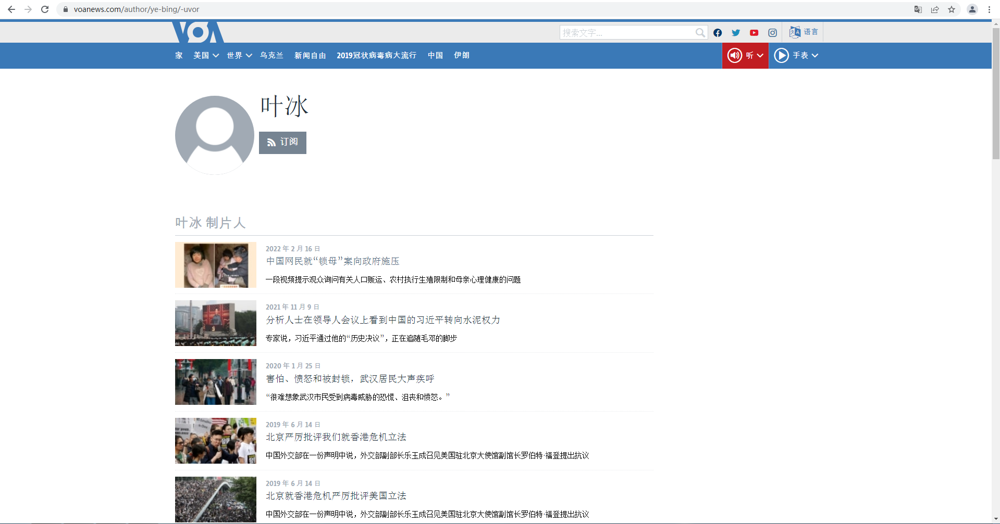 voanews.com/author/ye-bing/-uvor
VOA
搜索文字...
语言
家 美国 世界 乌克兰 新闻自由 2019冠状病毒病大流行 中国 伊朗
听 手表
叶冰
订阅
叶冰 制片人
2022 年 2 月 16 日
中国网民就“锁母”案向政府施压
一段视频提示观众询问有关人口贩运、农村执行生殖限制和母亲心理健康的问题
2021 年 11 月 9 日
分析人士在领导人会议上看到中国的习近平转向水泥权力
专家说，习近平通过他的“历史决议”，正在追随毛邓的脚步
2020 年 1 月 25 日
害怕、愤怒和被封锁，武汉居民大声疾呼
“很难想象武汉市民受到病毒威胁的恐慌、沮丧和愤怒。”
2019 年 6 月 14 日
北京严厉批评我们就香港危机立法
中国外交部在一份声明中说，外交部副部长乐玉成召见美国驻北京大使馆副馆长罗伯特·福登提出抗议
2019 年 6 月 14 日
北京就香港危机严厉批评美国立法
中国外交部在一份声明中说，外交部副部长乐玉成召见美国驻北京大使馆副馆长罗伯特·福登提出抗议